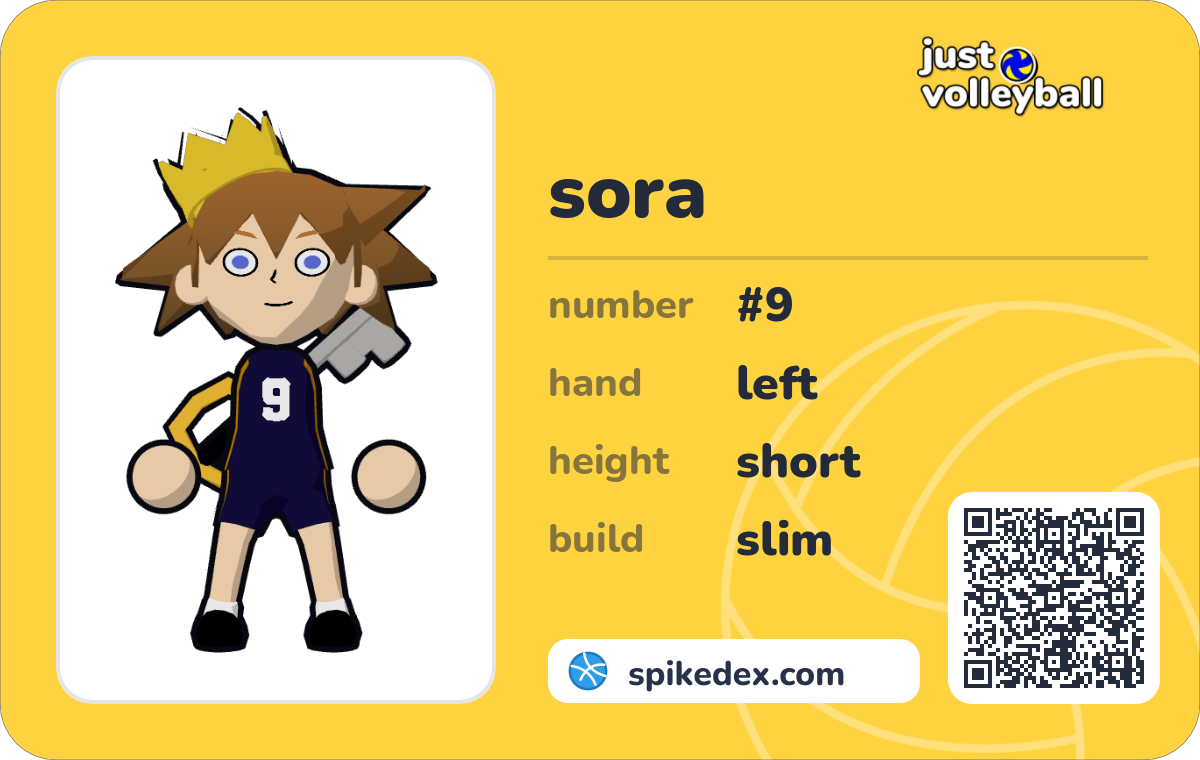 just
volleyball
sora
number #9
hand left
height short
build slim
9
spikedex.com